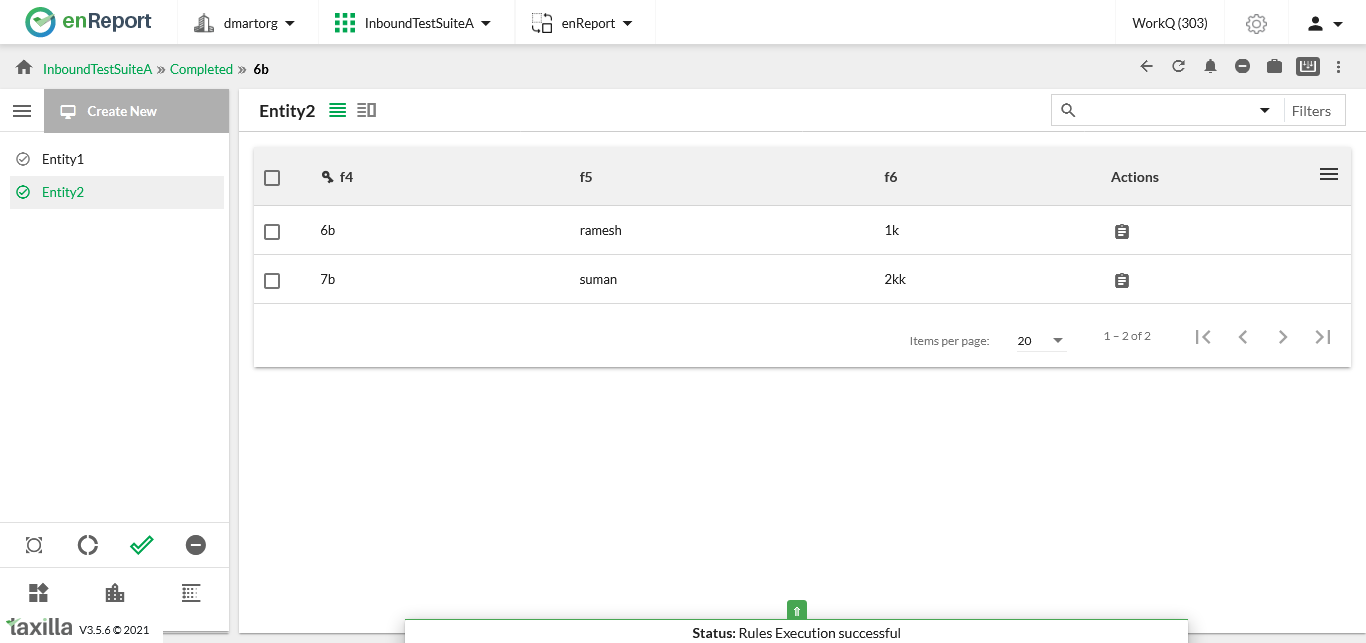 enReport dmartorg InboundTestSuiteA enReport WorkQ (303)
InboundTestSuiteA » Completed » 6b
Create New
Entity1
Entity2
Entity2
Filters
f4 f5 f6 Actions
6b ramesh 1k
7b suman 2kk
Items per page: 20 1 – 2 of 2
taxilla V3.5.6 © 2021
Status: Rules Execution successful